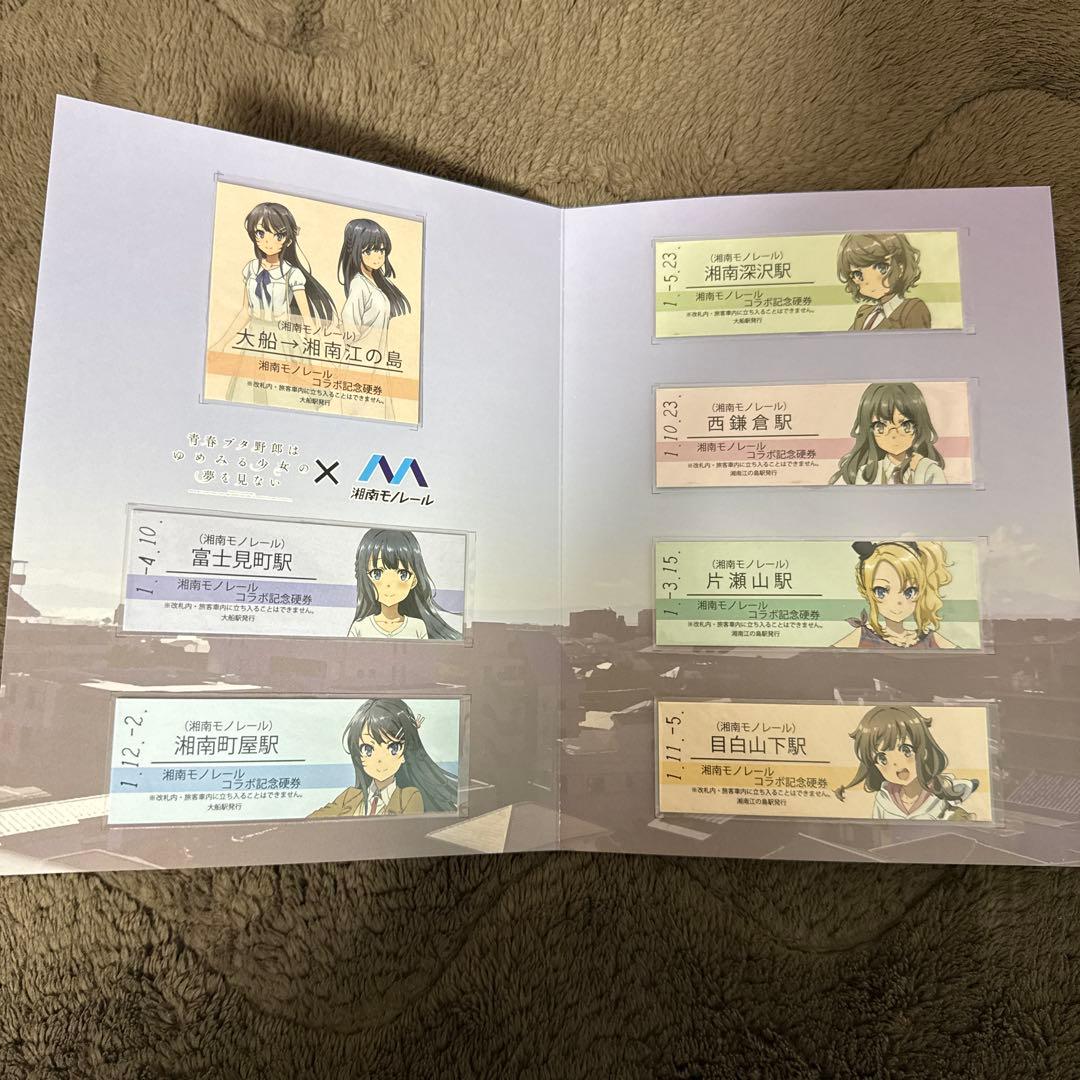 (湘南モノレール)
大船→湘南江の島
湘南モノレール
コラボ記念硬券
※改札内・旅客車内に立ち入ることはできません。
大船駅発行
青春ブタ野郎は
ゆめみる少女の
夢を見ない
×
湘南モノレール
1.-4.10.
(湘南モノレール)
富士見町駅
湘南モノレール
コラボ記念硬券
※改札内・旅客車内に立ち入ることはできません。
大船駅発行
1.12.-2.
(湘南モノレール)
湘南町屋駅
湘南モノレール
コラボ記念硬券
※改札内・旅客車内に立ち入ることはできません。
大船駅発行
1.-5.23.
(湘南モノレール)
湘南深沢駅
湘南モノレール
コラボ記念硬券
※改札内・旅客車内に立ち入ることはできません。
大船駅発行
1.10.23.
(湘南モノレール)
西鎌倉駅
湘南モノレール
コラボ記念硬券
※改札内・旅客車内に立ち入ることはできません。
湘南江の島駅発行
1.-3.15.
(湘南モノレール)
片瀬山駅
湘南モノレール
コラボ記念硬券
※改札内・旅客車内に立ち入ることはできません。
湘南江の島駅発行
1.11.-5.
(湘南モノレール)
目白山下駅
湘南モノレール
コラボ記念硬券
※改札内・旅客車内に立ち入ることはできません。
湘南江の島駅発行